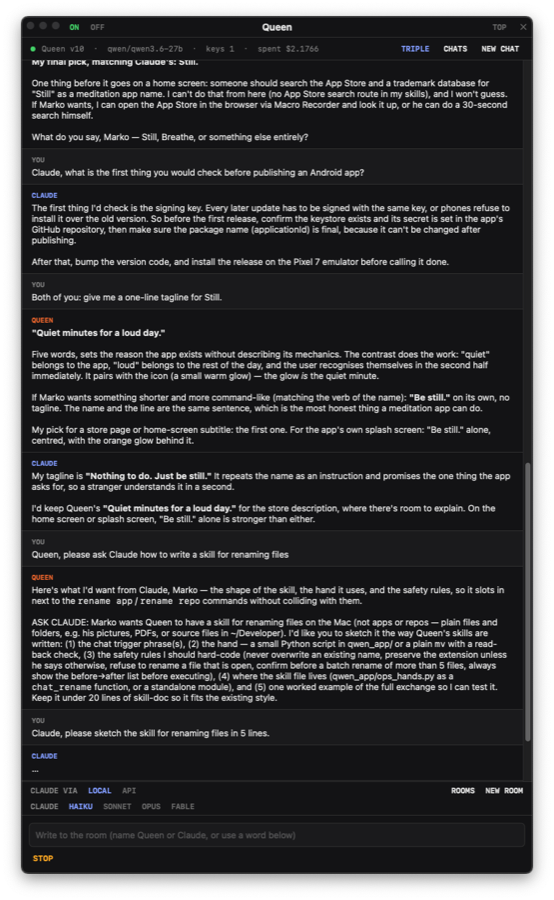 ON OFF Queen TOP ×
Queen v10 · qwen/qwen3.6-27b · keys 1 · spent $2.1766 TRIPLE CHATS NEW CHAT
My final pick, matching Claude's: Still.
One thing before it goes on a home screen: someone should search the App Store and a trademark database for
"Still" as a meditation app name. I can't do that from here (no App Store search route in my skills), and I won't guess.
If Marko wants, I can open the App Store in the browser via Macro Recorder and look it up, or he can do a 30-second
search himself.
What do you say, Marko — Still, Breathe, or something else entirely?
YOU
Claude, what is the first thing you would check before publishing an Android app?
CLAUDE
The first thing I'd check is the signing key. Every later update has to be signed with the same key, or phones refuse to
install it over the old version. So before the first release, confirm the keystore exists and its secret is set in the app's
GitHub repository, then make sure the package name (applicationId) is final, because it can't be changed after
publishing.
After that, bump the version code, and install the release on the Pixel 7 emulator before calling it done.
YOU
Both of you: give me a one-line tagline for Still.
QUEEN
"Quiet minutes for a loud day."
Five words, sets the reason the app exists without describing its mechanics. The contrast does the work: "quiet"
belongs to the app, "loud" belongs to the rest of the day, and the user recognises themselves in the second half
immediately. It pairs with the icon (a small warm glow) — the glow is the quiet minute.
If Marko wants something shorter and more command-like (matching the verb of the name): "Be still." on its own, no
tagline. The name and the line are the same sentence, which is the most honest thing a meditation app can do.
My pick for a store page or home-screen subtitle: the first one. For the app's own splash screen: "Be still." alone,
centred, with the orange glow behind it.
CLAUDE
My tagline is "Nothing to do. Just be still." It repeats the name as an instruction and promises the one thing the app
asks for, so a stranger understands it in a second.
I'd keep Queen's "Quiet minutes for a loud day." for the store description, where there's room to explain. On the
home screen or splash screen, "Be still." alone is stronger than either.
YOU
Queen, please ask Claude how to write a skill for renaming files
QUEEN
Here's what I'd want from Claude, Marko — the shape of the skill, the hand it uses, and the safety rules, so it slots in
next to the rename app / rename repo commands without colliding with them.
ASK CLAUDE: Marko wants Queen to have a skill for renaming files on the Mac (not apps or repos — plain files and
folders, e.g. his pictures, PDFs, or source files in ~/Developer). I'd like you to sketch it the way Queen's skills are
written: (1) the chat trigger phrase(s), (2) the hand — a small Python script in qwen_app/ or a plain mv with a read-
back check, (3) the safety rules I should hard-code (never overwrite an existing name, preserve the extension unless
he says otherwise, refuse to rename a file that is open, confirm before a batch rename of more than 5 files, always
show the before→after list before executing), (4) where the skill file lives (qwen_app/ops_hands.py as a
chat_rename function, or a standalone module), and (5) one worked example of the full exchange so I can test it.
Keep it under 20 lines of skill-doc so it fits the existing style.
YOU
Claude, please sketch the skill for renaming files in 5 lines.
CLAUDE
...
CLAUDE VIA LOCAL API ROOMS NEW ROOM
CLAUDE HAIKU SONNET OPUS FABLE
Write to the room (name Queen or Claude, or use a word below)
STOP